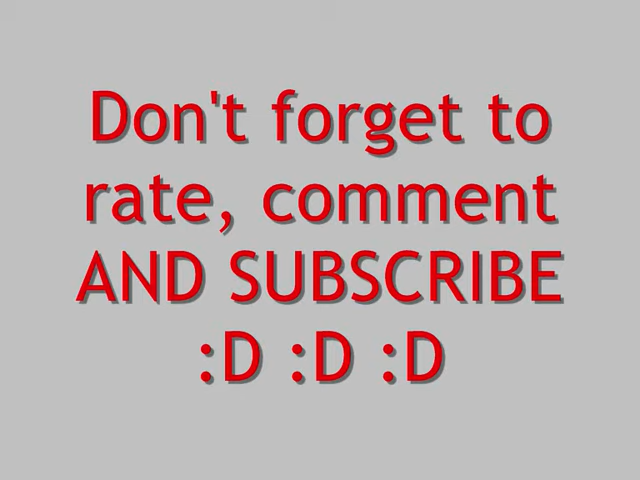 Don't forget to
rate, comment
AND SUBSCRIBE
:D :D :D